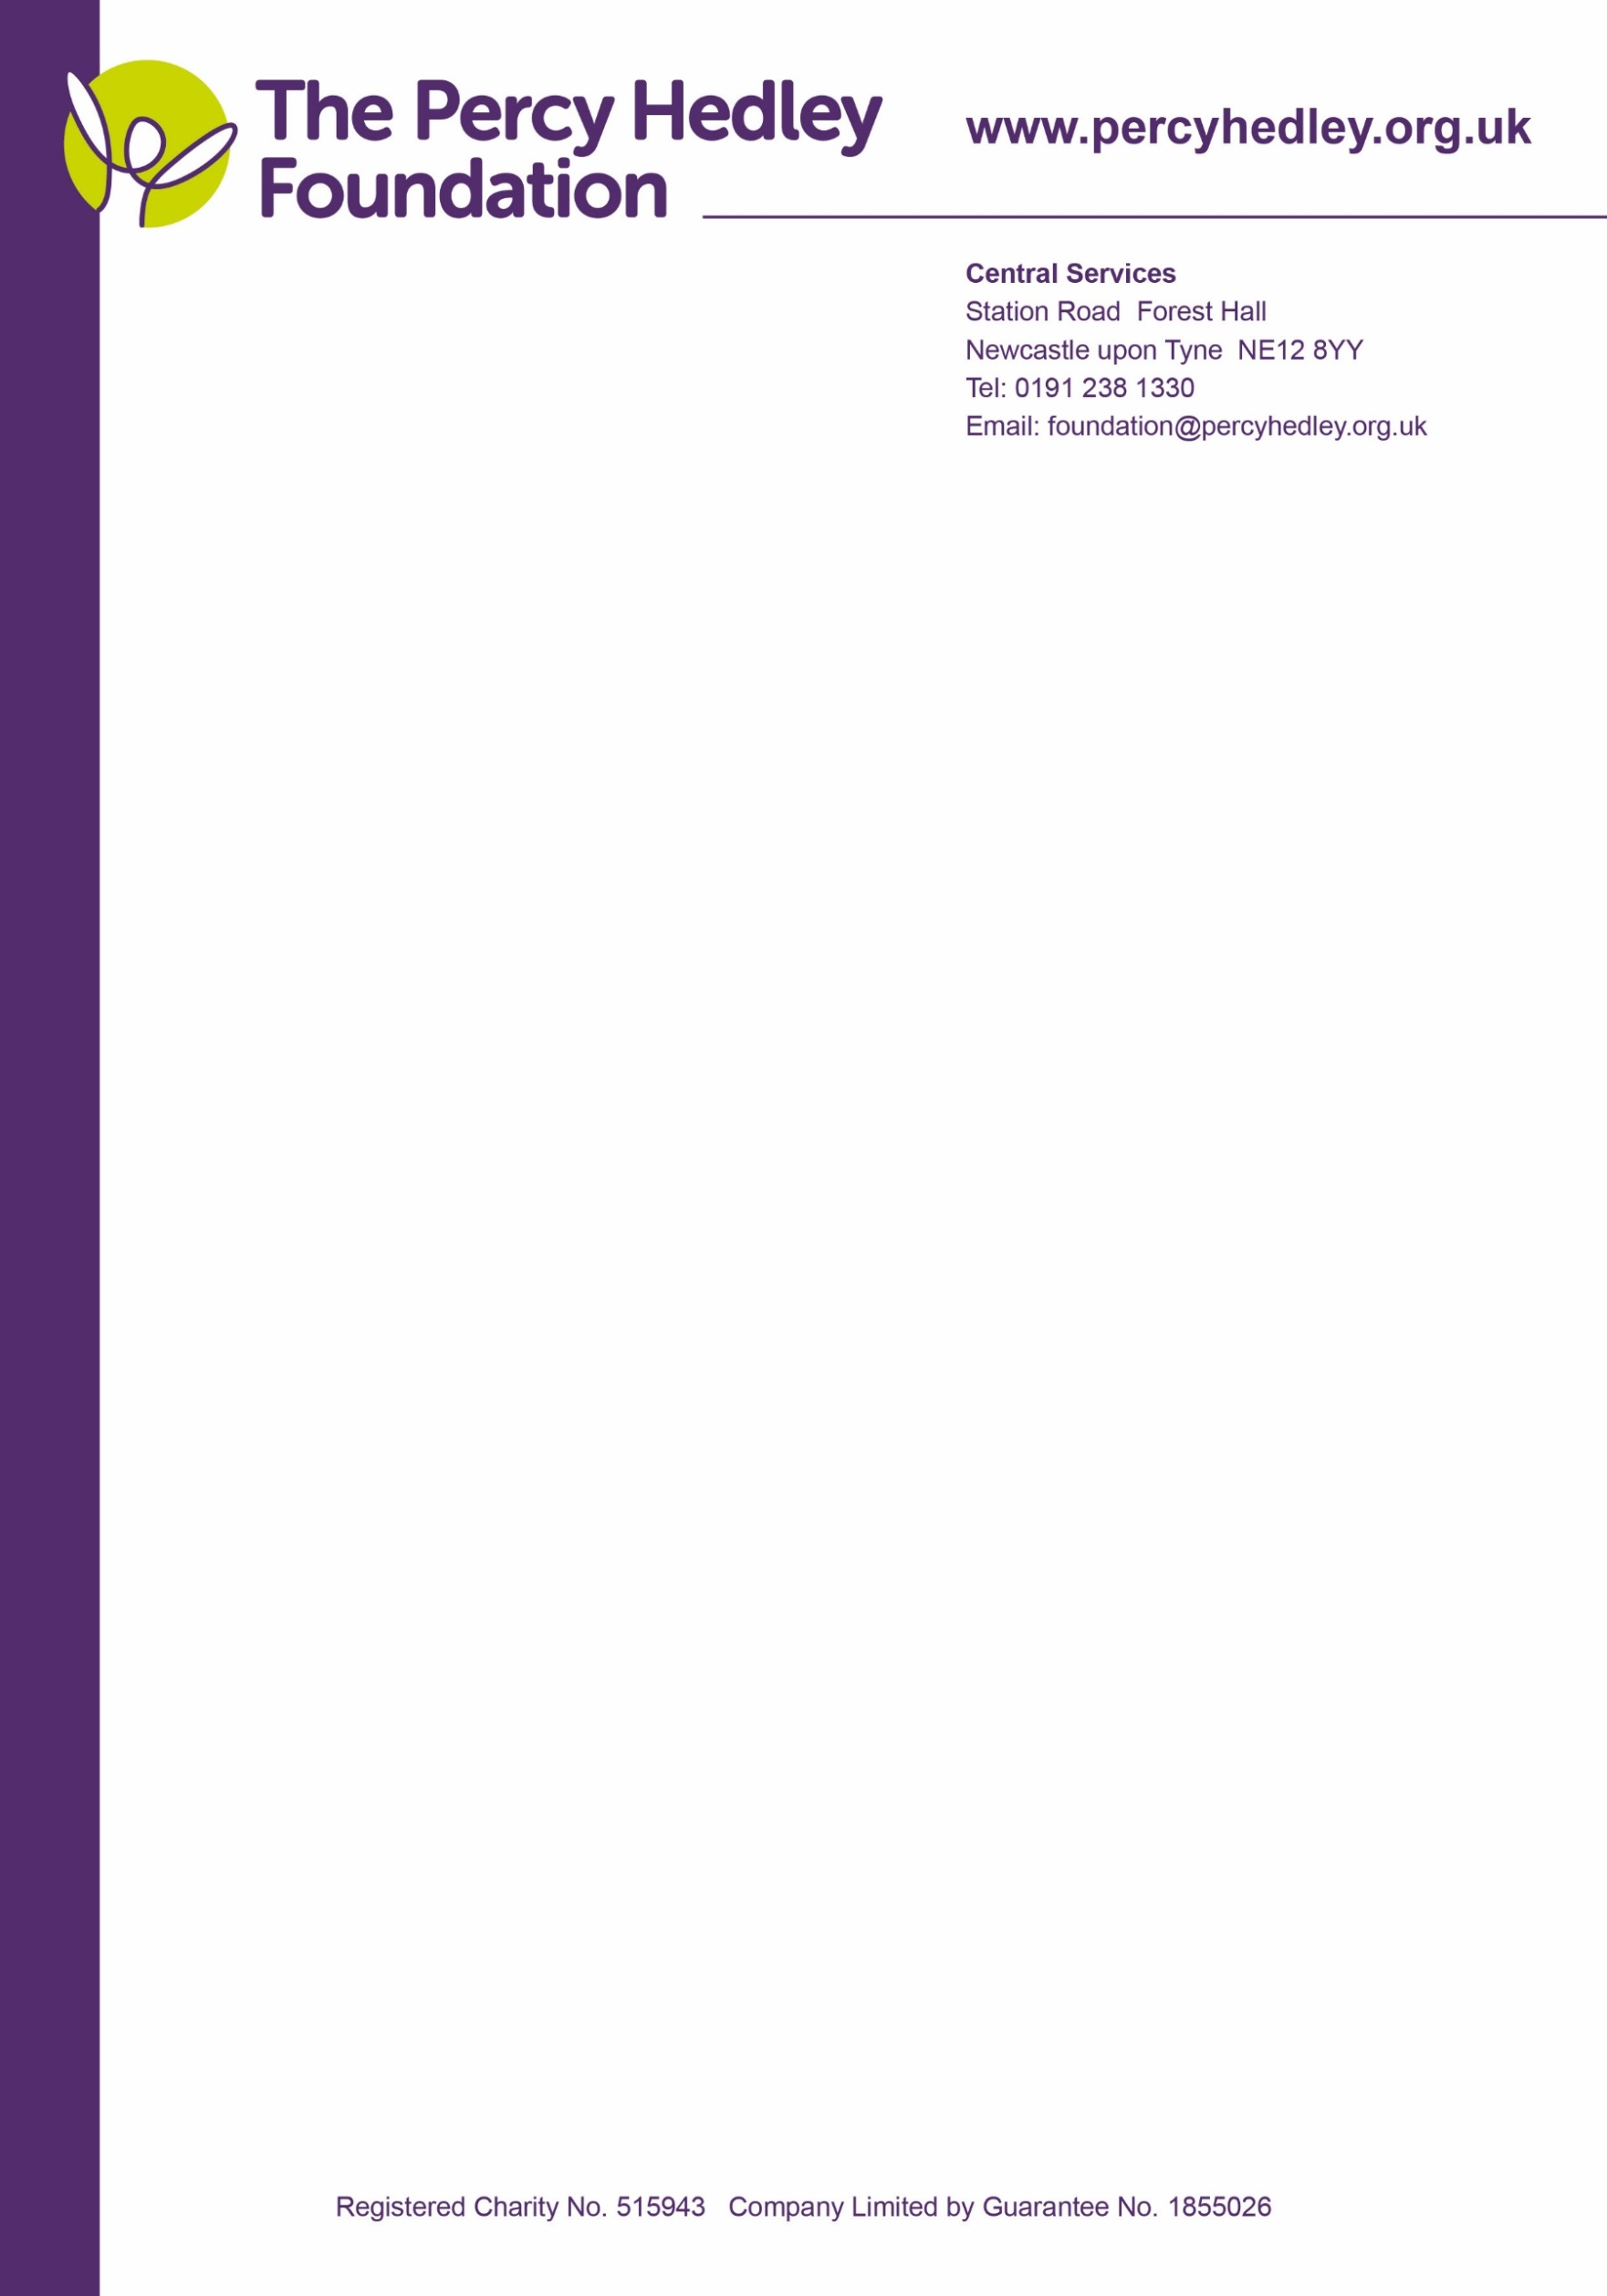 The Percy Hedley
Foundation
www.percyhedley.org.uk
Central Services
Station Road  Forest Hall
Newcastle upon Tyne  NE12 8YY
Tel: 0191 238 1330
Email: foundation@percyhedley.org.uk
Registered Charity No. 515943   Company Limited by Guarantee No. 1855026